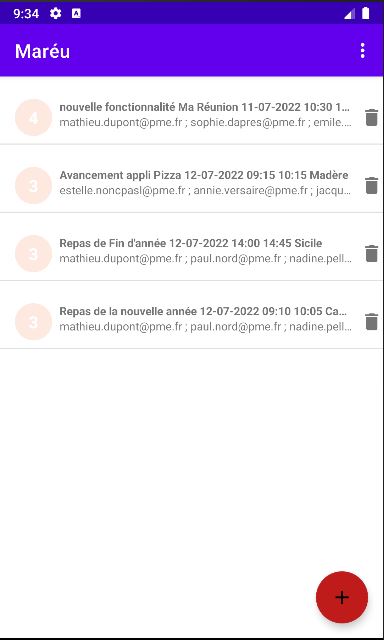 9:34
Maréu
4
nouvelle fonctionnalité Ma Réunion 11-07-2022 10:30 1...
mathieu.dupont@pme.fr ; sophie.dapres@pme.fr ; emile....
3
Avancement appli Pizza 12-07-2022 09:15 10:15 Madère
estelle.noncpasl@pme.fr ; annie.versaire@pme.fr ; jacqu...
3
Repas de Fin d'année 12-07-2022 14:00 14:45 Sicile
mathieu.dupont@pme.fr ; paul.nord@pme.fr ; nadine.pell...
3
Repas de la nouvelle année 12-07-2022 09:10 10:05 Ca...
mathieu.dupont@pme.fr ; paul.nord@pme.fr ; nadine.pell...